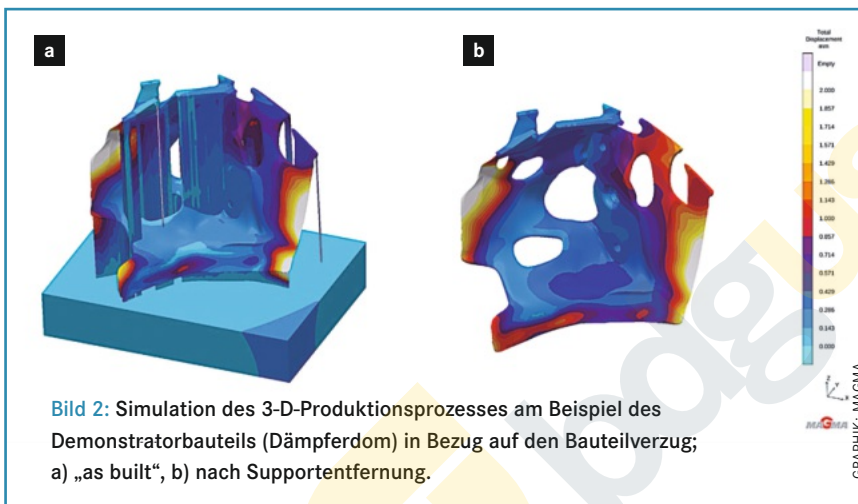 a
b
Total
Displacement
mm
Empty
2.000
1.857
1.714
1.571
1.429
1.286
1.143
1.000
0.857
0.714
0.571
0.429
0.286
0.143
0.000
Z
Y
X
MAGMA
GRAPHIK: MAGMA
bdgus
Bild 2: Simulation des 3-D-Produktionsprozesses am Beispiel des
Demonstratorbauteils (Dämpferdom) in Bezug auf den Bauteilverzug;
a) „as built“, b) nach Supportentfernung.